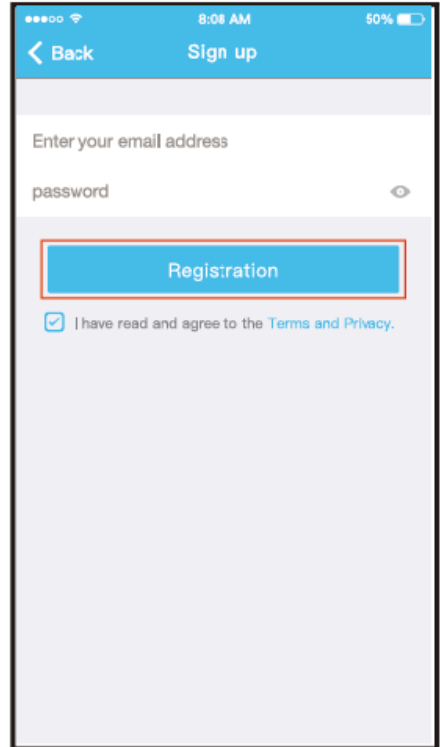 8:08 AM 50%
Back Sign up
Enter your email address
password
Registration
I have read and agree to the Terms and Privacy.